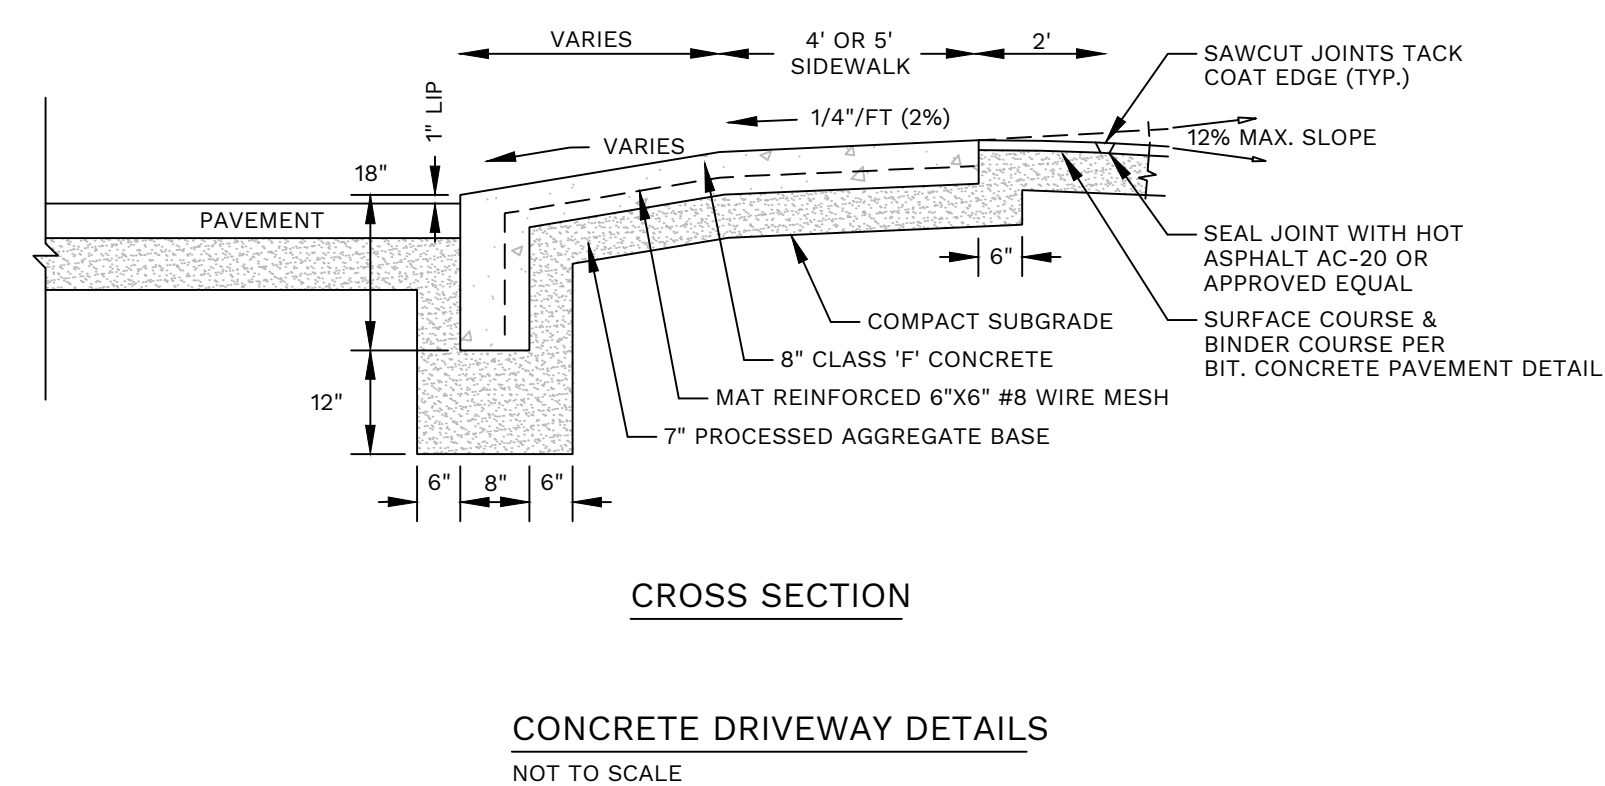 VARIES
4' OR 5'
SIDEWALK
2'
SAWCUT JOINTS TACK
COAT EDGE (TYP.)
1" LIP
1/4"/FT (2%)
12% MAX. SLOPE
VARIES
18"
PAVEMENT
SEAL JOINT WITH HOT
ASPHALT AC-20 OR
APPROVED EQUAL
6"
SURFACE COURSE &
BINDER COURSE PER
BIT. CONCRETE PAVEMENT DETAIL
COMPACT SUBGRADE
8" CLASS 'F' CONCRETE
MAT REINFORCED 6"X6" #8 WIRE MESH
12"
7" PROCESSED AGGREGATE BASE
6"
8"
6"
CROSS SECTION
CONCRETE DRIVEWAY DETAILS
NOT TO SCALE